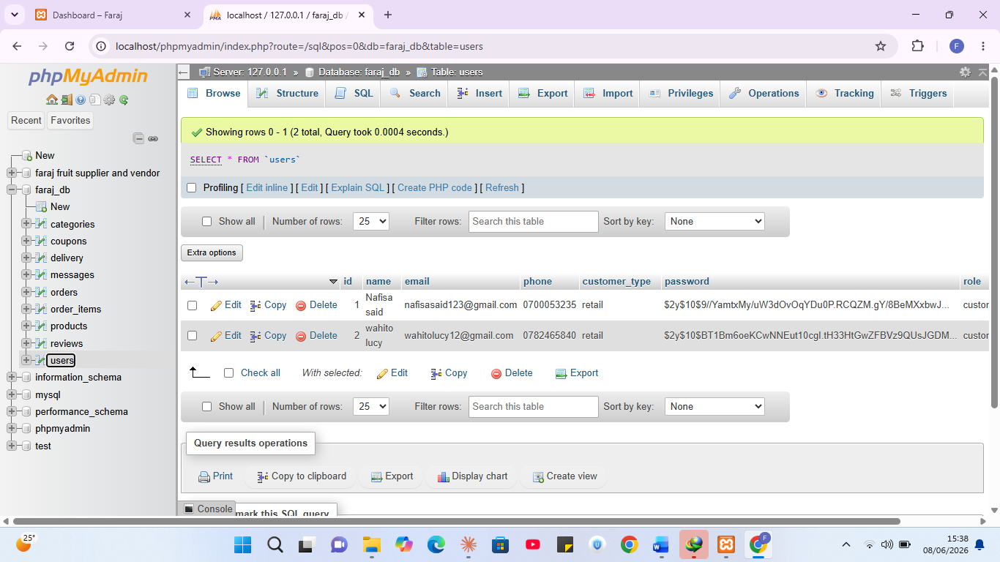 Dashboard – Faraj
localhost / 127.0.0.1 / faraj_db /
localhost/phpmyadmin/index.php?route=/sql&pos=0&db=faraj_db&table=users
F
phpMyAdmin
Recent
Favorites
New
faraj fruit supplier and vendor
faraj_db
New
categories
coupons
delivery
messages
orders
order_items
products
reviews
users
information_schema
mysql
performance_schema
phpmyadmin
test
Server: 127.0.0.1 » Database: faraj_db » Table: users
Browse Structure SQL Search Insert Export Import Privileges Operations Tracking Triggers
Showing rows 0 - 1 (2 total, Query took 0.0004 seconds.)
SELECT * FROM `users`
Profiling [ Edit inline ] [ Edit ] [ Explain SQL ] [ Create PHP code ] [ Refresh ]
Show all Number of rows: 25 Filter rows: Search this table Sort by key: None
Extra options
id name email phone customer_type password role
Edit Copy Delete 1 Nafisa said nafisasaid123@gmail.com 0700053235 retail $2y$10$9//YamtxMy/uW3dOvOqYDu0P.RCQZM.gY/8BeMXxbwJ... custor
Edit Copy Delete 2 wahito lucy wahitolucy12@gmail.com 0782465840 retail $2y$10$BT1Bm6oeKCwNNEut10cgl.tH33HtGwZFBVz9QUsJGDM... custor
Check all With selected: Edit Copy Delete Export
Show all Number of rows: 25 Filter rows: Search this table Sort by key: None
Query results operations
Print Copy to clipboard Export Display chart Create view
Console
mark this SQL query
25°
15:38
08/06/2026